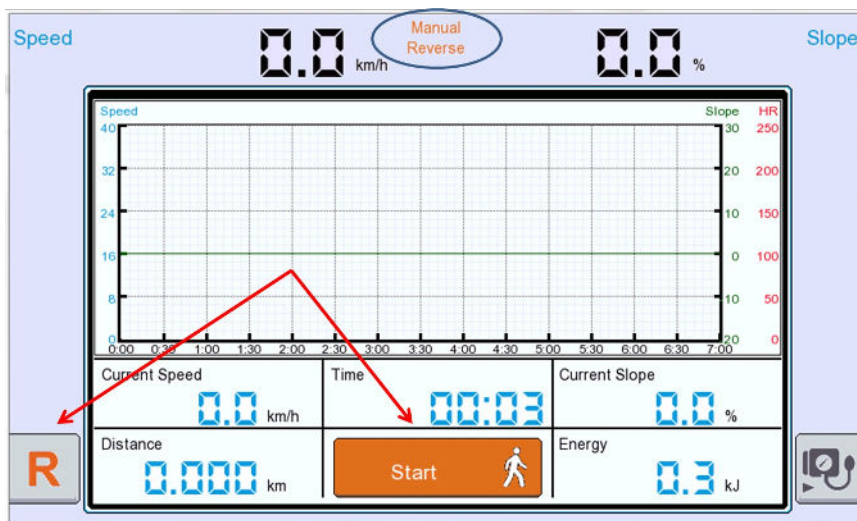 Speed
0.0 km/h
Manual
Reverse
0.0 %
Slope
Speed
Slope HR
40
32
24
16
8
0
30
20
10
0
10
20
250
200
150
100
50
0
0:00 0:30 1:00 1:30 2:00 2:30 3:00 3:30 4:00 4:30 5:00 5:30 6:00 6:30 7:00
Current Speed
0.0 km/h
Time
00:03
Current Slope
0.0 %
R
Distance
0.000 km
Start
Energy
0.3 kJ